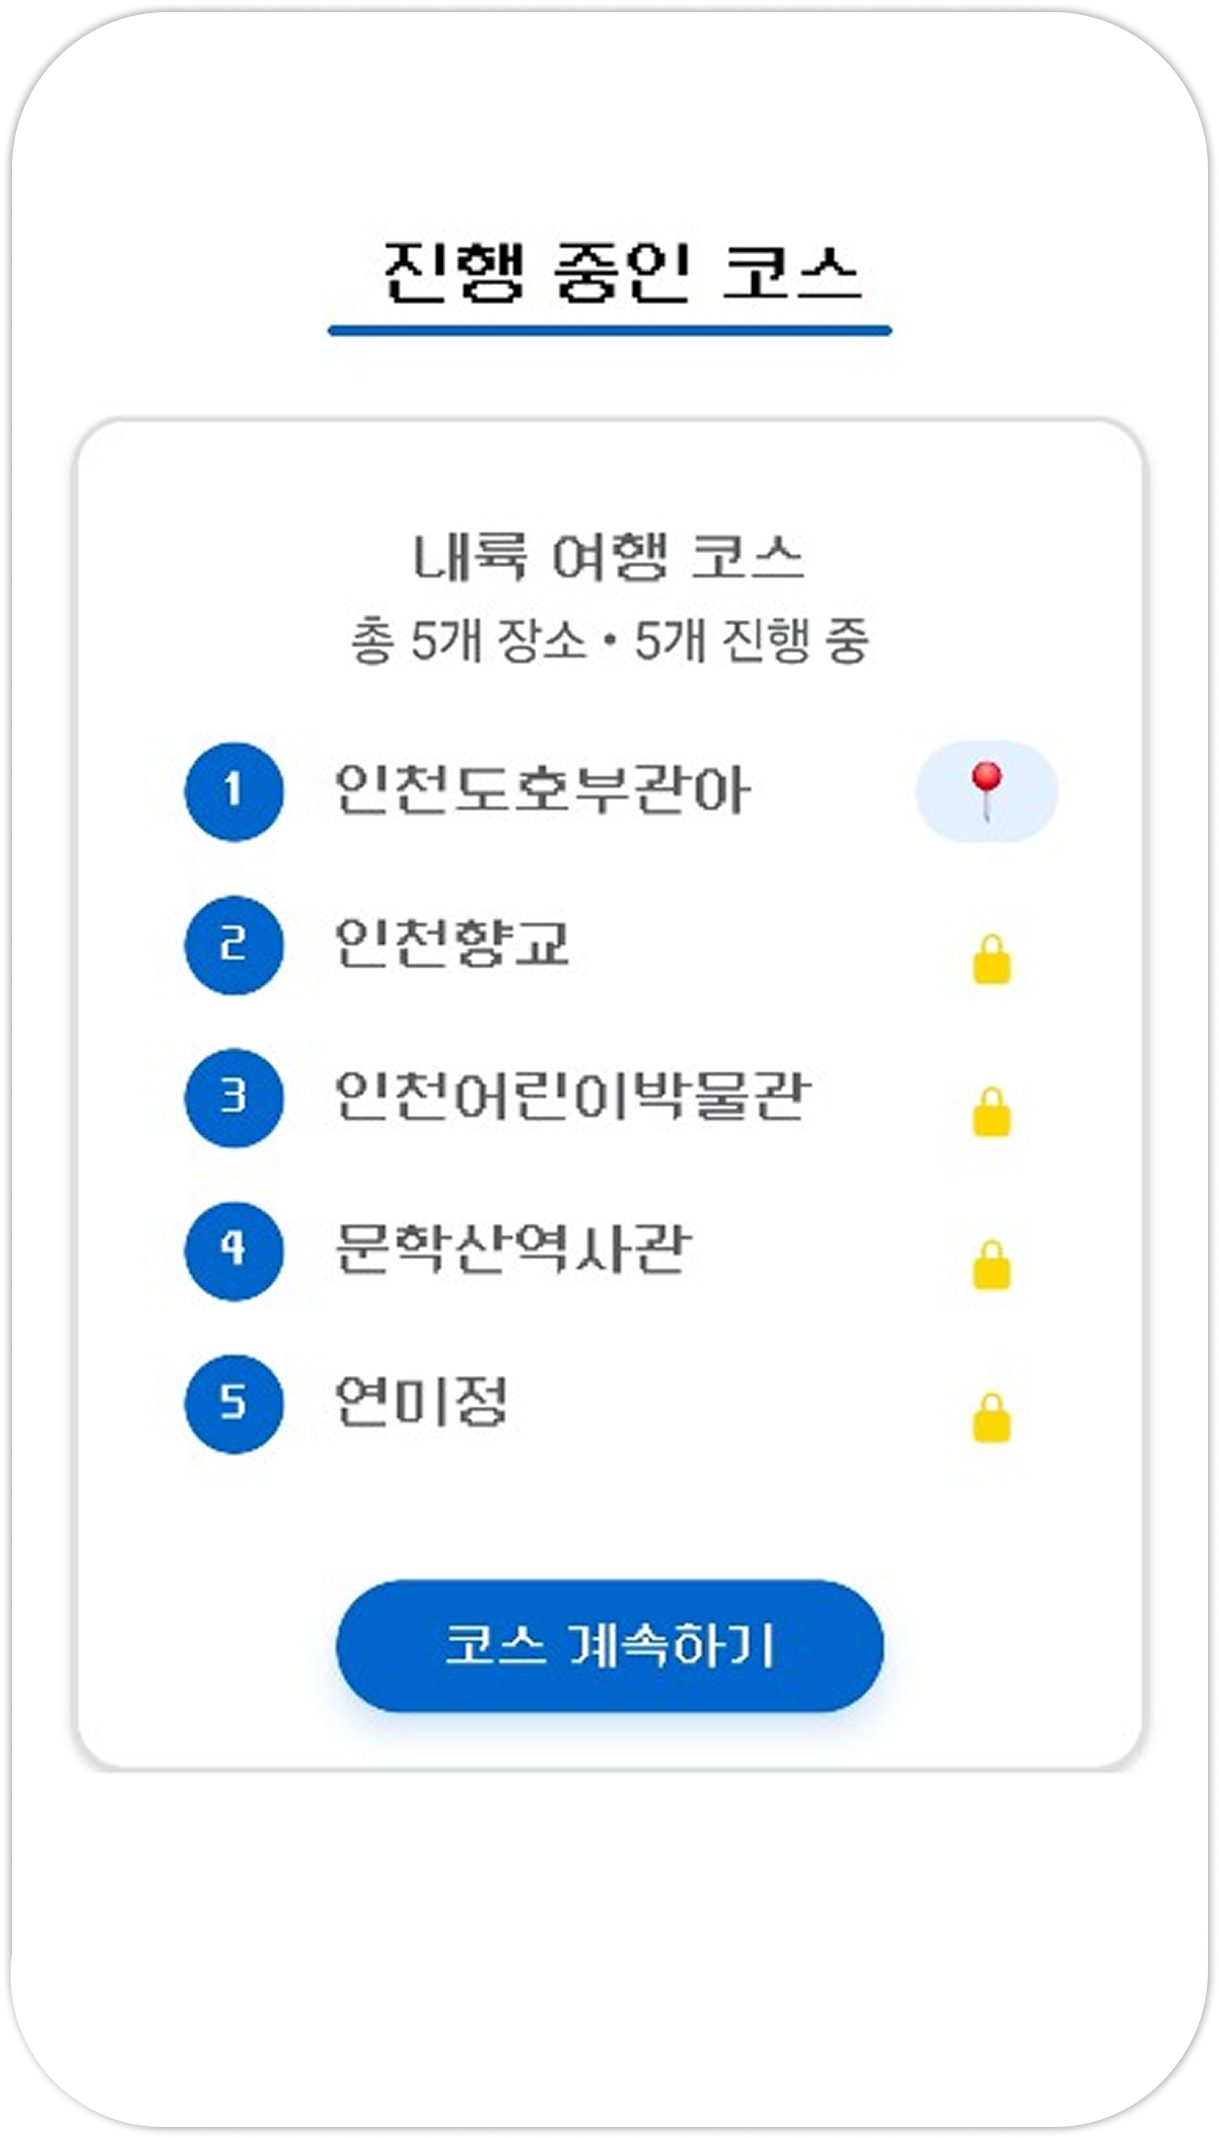 진행 중인 코스
내륙 여행 코스
총 5개 장소 • 5개 진행 중
1 인천도호부관아
2 인천향교
3 인천어린이박물관
4 문학산역사관
5 연미정
코스 계속하기